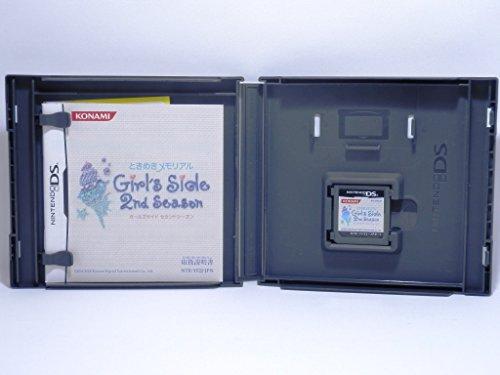 NINTENDO DS
KONAMI
ときめきメモリアル
Girl's Side
2nd Season
ガールズサイド セカンドシーズン
取扱説明書
NINTENDO DS
KONAMI
Girl's Side
2nd Season
NINTENDO DS